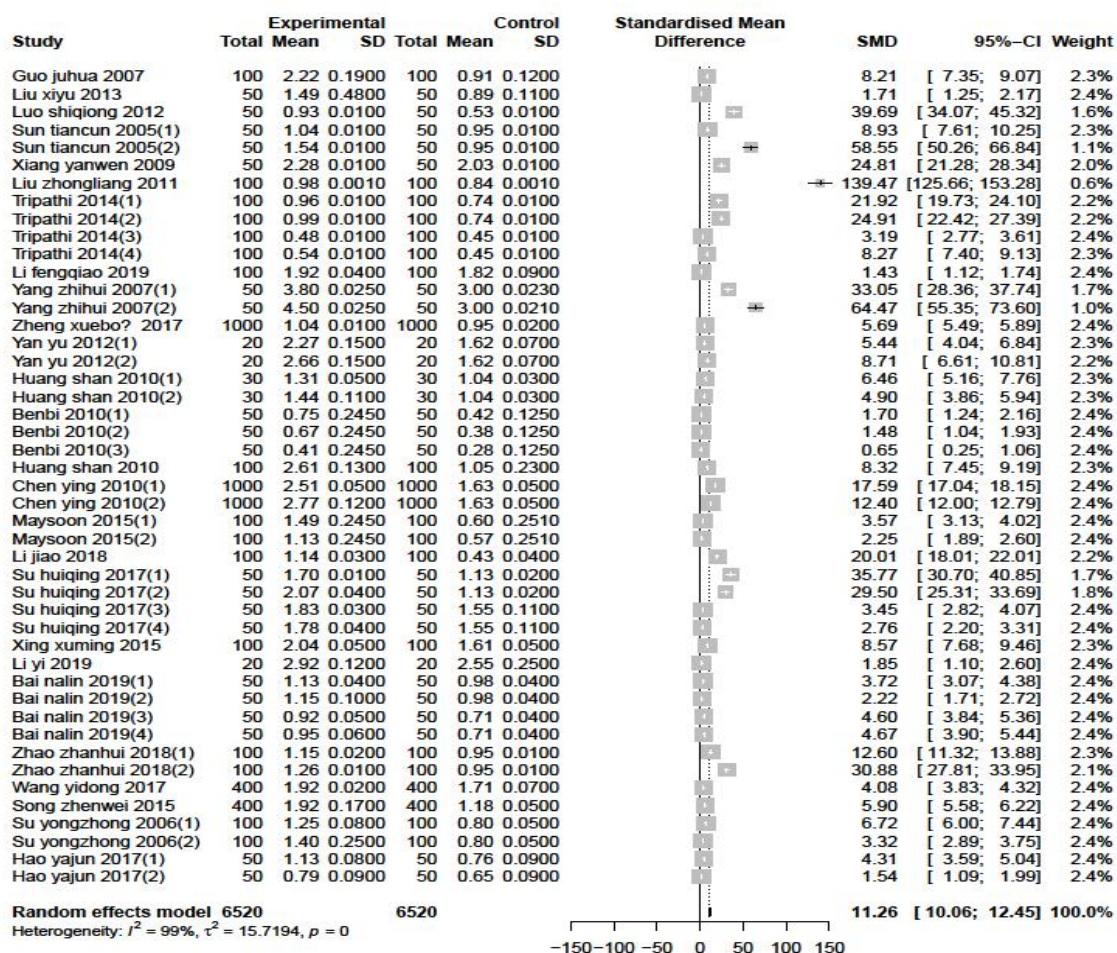 Experimental Control Standardised Mean
Study Total Mean SD Total Mean SD Difference SMD 95%−CI Weight
Guo juhua 2007 100 2.22 0.1900 100 0.91 0.1200 8.21 [ 7.35; 9.07] 2.3%
Liu xiyu 2013 50 1.49 0.4800 50 0.89 0.1100 1.71 [ 1.25; 2.17] 2.4%
Luo shiqiong 2012 50 0.93 0.0100 50 0.53 0.0100 39.69 [ 34.07; 45.32] 1.6%
Sun tiancun 2005(1) 50 1.04 0.0100 50 0.95 0.0100 8.93 [ 7.61; 10.25] 2.3%
Sun tiancun 2005(2) 50 1.54 0.0100 50 0.95 0.0100 58.55 [ 50.26; 66.84] 1.1%
Xiang yanwen 2009 50 2.28 0.0100 50 2.03 0.0100 24.81 [ 21.28; 28.34] 2.0%
Liu zhongliang 2011 100 0.98 0.0010 100 0.84 0.0010 139.47 [125.66; 153.28] 0.6%
Tripathi 2014(1) 100 0.96 0.0100 100 0.74 0.0100 21.92 [ 19.73; 24.10] 2.2%
Tripathi 2014(2) 100 0.99 0.0100 100 0.74 0.0100 24.91 [ 22.42; 27.39] 2.2%
Tripathi 2014(3) 100 0.48 0.0100 100 0.45 0.0100 3.19 [ 2.77; 3.61] 2.4%
Tripathi 2014(4) 100 0.54 0.0100 100 0.45 0.0100 8.27 [ 7.40; 9.13] 2.4%
Li fengqiao 2019 100 1.92 0.0400 100 1.82 0.0900 1.43 [ 1.12; 1.74] 2.4%
Yang zhihui 2007(1) 50 3.80 0.0250 50 3.00 0.0230 33.05 [ 28.36; 37.74] 1.7%
Yang zhihui 2007(2) 50 4.50 0.0250 50 3.00 0.0210 64.47 [ 55.35; 73.60] 1.0%
Zheng xuebo? 2017 1000 1.04 0.0100 1000 0.95 0.0200 5.69 [ 5.49; 5.89] 2.4%
Yan yu 2012(1) 20 2.27 0.1500 20 1.62 0.0700 5.44 [ 4.04; 6.84] 2.3%
Yan yu 2012(2) 20 2.66 0.1500 20 1.62 0.0700 8.71 [ 6.61; 10.81] 2.2%
Huang shan 2010(1) 30 1.31 0.0500 30 1.04 0.0300 6.46 [ 5.16; 7.76] 2.3%
Huang shan 2010(2) 30 1.44 0.1100 30 1.04 0.0300 4.90 [ 3.86; 5.94] 2.3%
Benbi 2010(1) 50 0.75 0.2450 50 0.42 0.1250 1.70 [ 1.24; 2.16] 2.4%
Benbi 2010(2) 50 0.67 0.2450 50 0.38 0.1250 1.48 [ 1.04; 1.93] 2.4%
Benbi 2010(3) 50 0.41 0.2450 50 0.28 0.1250 0.65 [ 0.25; 1.06] 2.4%
Huang shan 2010 100 2.61 0.1300 100 1.05 0.2300 8.32 [ 7.45; 9.19] 2.3%
Chen ying 2010(1) 1000 2.51 0.0500 1000 1.63 0.0500 17.59 [ 17.04; 18.15] 2.4%
Chen ying 2010(2) 1000 2.77 0.1200 1000 1.63 0.0500 12.40 [ 12.00; 12.79] 2.4%
Maysoon 2015(1) 100 1.49 0.2450 100 0.60 0.2510 3.57 [ 3.13; 4.02] 2.4%
Maysoon 2015(2) 100 1.13 0.2450 100 0.57 0.2510 2.25 [ 1.89; 2.60] 2.4%
Li jiao 2018 100 1.14 0.0300 100 0.43 0.0400 20.01 [ 18.01; 22.01] 2.2%
Su huiqing 2017(1) 50 1.70 0.0100 50 1.13 0.0200 35.77 [ 30.70; 40.85] 1.7%
Su huiqing 2017(2) 50 2.07 0.0400 50 1.13 0.0200 29.50 [ 25.31; 33.69] 1.8%
Su huiqing 2017(3) 50 1.83 0.0300 50 1.55 0.1100 3.45 [ 2.82; 4.07] 2.4%
Su huiqing 2017(4) 50 1.78 0.0400 50 1.55 0.1100 2.76 [ 2.20; 3.31] 2.4%
Xing xuming 2015 100 2.04 0.0500 100 1.61 0.0500 8.57 [ 7.68; 9.46] 2.3%
Li yi 2019 20 2.92 0.1200 20 2.55 0.2500 1.85 [ 1.10; 2.60] 2.4%
Bai nalin 2019(1) 50 1.13 0.0400 50 0.98 0.0400 3.72 [ 3.07; 4.38] 2.4%
Bai nalin 2019(2) 50 1.15 0.1000 50 0.98 0.0400 2.22 [ 1.71; 2.72] 2.4%
Bai nalin 2019(3) 50 0.92 0.0500 50 0.71 0.0400 4.60 [ 3.84; 5.36] 2.4%
Bai nalin 2019(4) 50 0.95 0.0600 50 0.71 0.0400 4.67 [ 3.90; 5.44] 2.4%
Zhao zhanhui 2018(1) 100 1.15 0.0200 100 0.95 0.0100 12.60 [ 11.32; 13.88] 2.3%
Zhao zhanhui 2018(2) 100 1.26 0.0100 100 0.95 0.0100 30.88 [ 27.81; 33.95] 2.1%
Wang yidong 2017 400 1.92 0.0200 400 1.71 0.0700 4.08 [ 3.83; 4.32] 2.4%
Song zhenwei 2015 400 1.92 0.1700 400 1.18 0.0500 5.90 [ 5.58; 6.22] 2.4%
Su yongzhong 2006(1) 100 1.25 0.0800 100 0.80 0.0500 6.72 [ 6.00; 7.44] 2.4%
Su yongzhong 2006(2) 100 1.40 0.2500 100 0.80 0.0500 3.32 [ 2.89; 3.75] 2.4%
Hao yajun 2017(1) 50 1.13 0.0800 50 0.76 0.0900 4.31 [ 3.59; 5.04] 2.4%
Hao yajun 2017(2) 50 0.79 0.0900 50 0.65 0.0900 1.54 [ 1.09; 1.99] 2.4%
Random effects model 6520 6520 11.26 [ 10.06; 12.45] 100.0%
Heterogeneity: I² = 99%, τ² = 15.7194, p = 0
−150 −100 −50 0 50 100 150